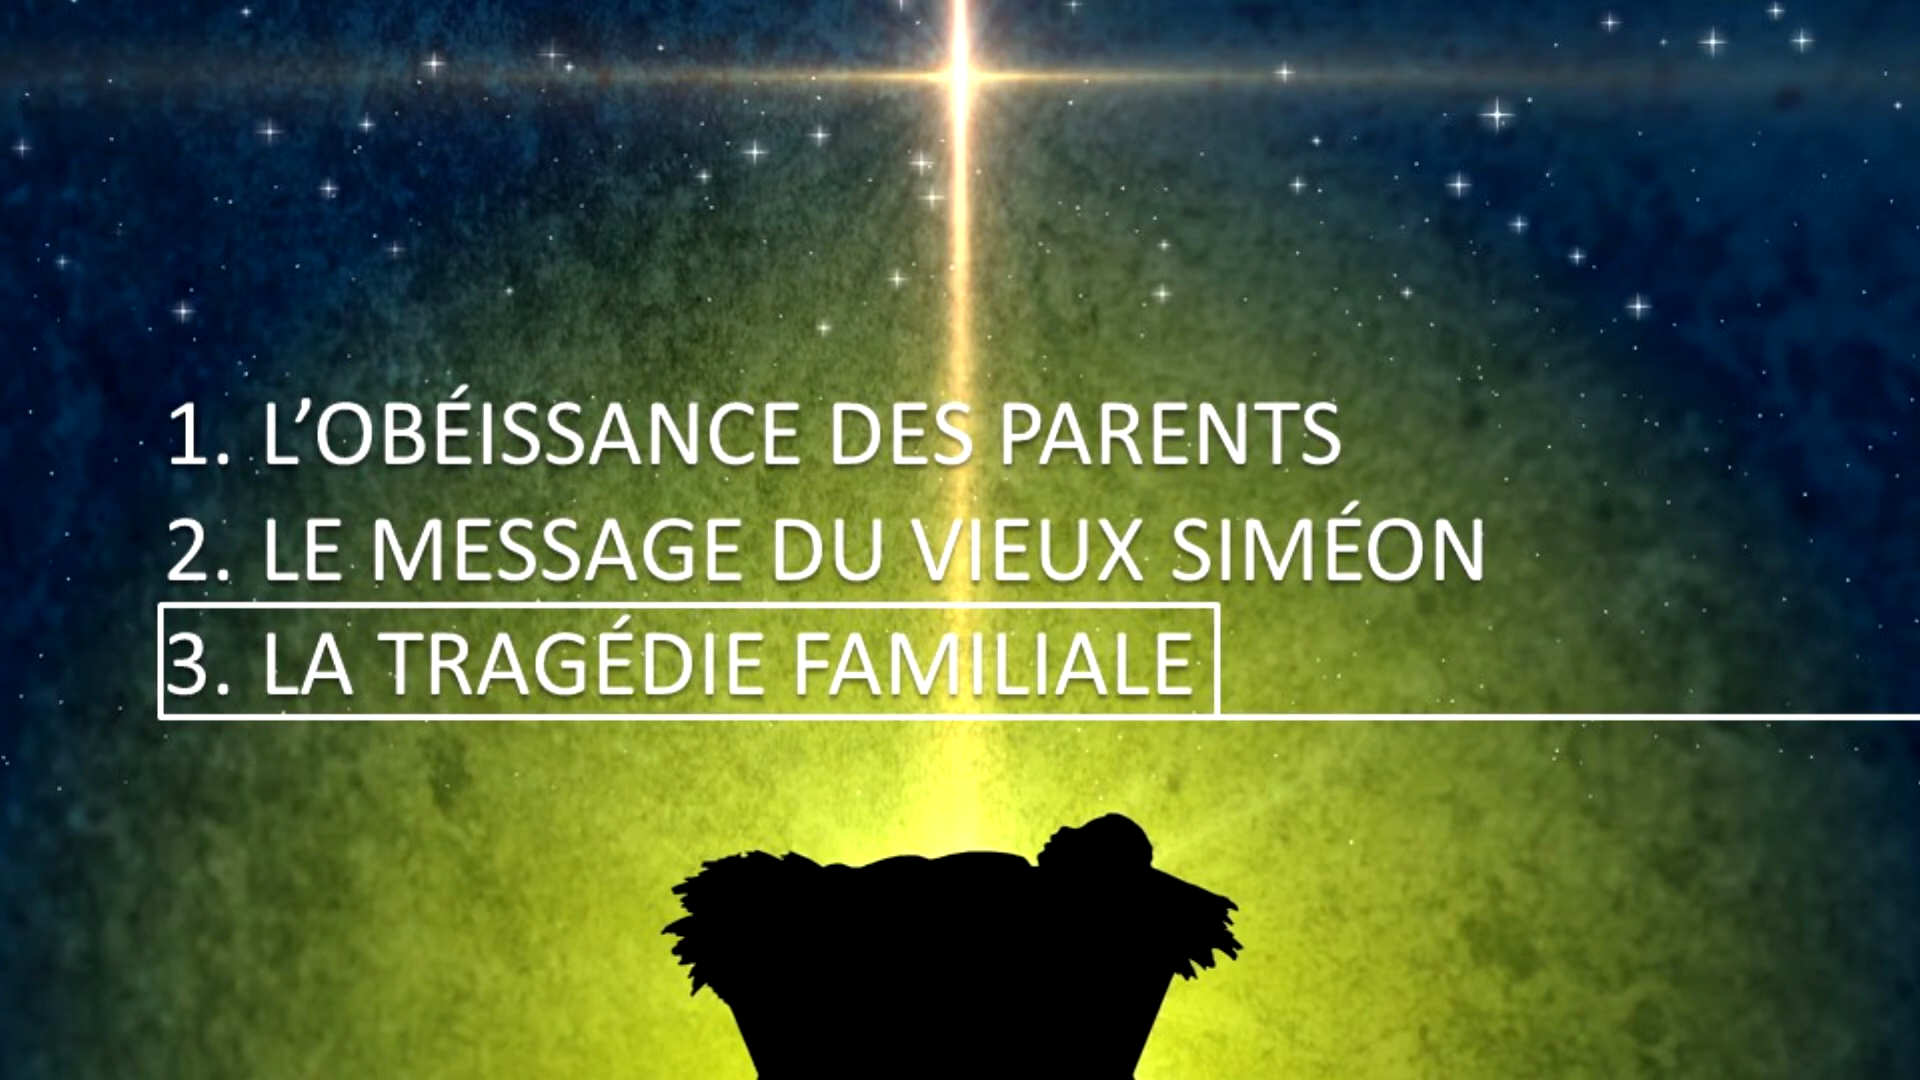 1. L’OBÉISSANCE DES PARENTS
2. LE MESSAGE DU VIEUX SIMÉON
3. LA TRAGÉDIE FAMILIALE